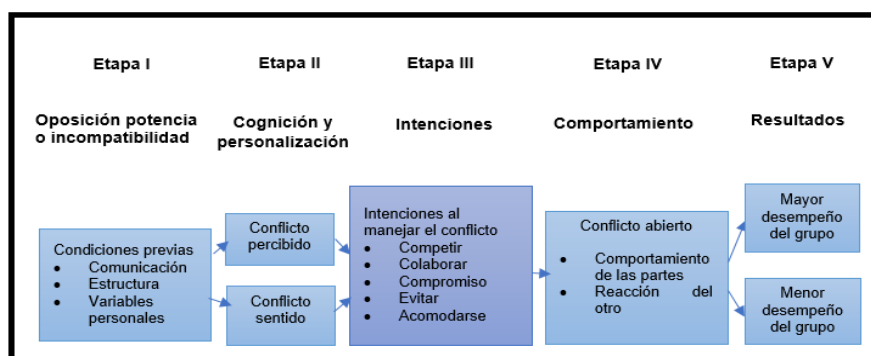 Etapa I
Etapa II
Etapa III
Etapa IV
Etapa V
Oposición potencia
o incompatibilidad
Cognición y
personalización
Intenciones
Comportamiento
Resultados
Condiciones previas
• Comunicación
• Estructura
• Variables
personales
Conflicto
percibido
Conflicto
sentido
Intenciones al
manejar el conflicto
• Competir
• Colaborar
• Compromiso
• Evitar
• Acomodarse
Conflicto abierto
• Comportamiento
de las partes
• Reacción del
otro
Mayor
desempeño
del grupo
Menor
desempeño
del grupo